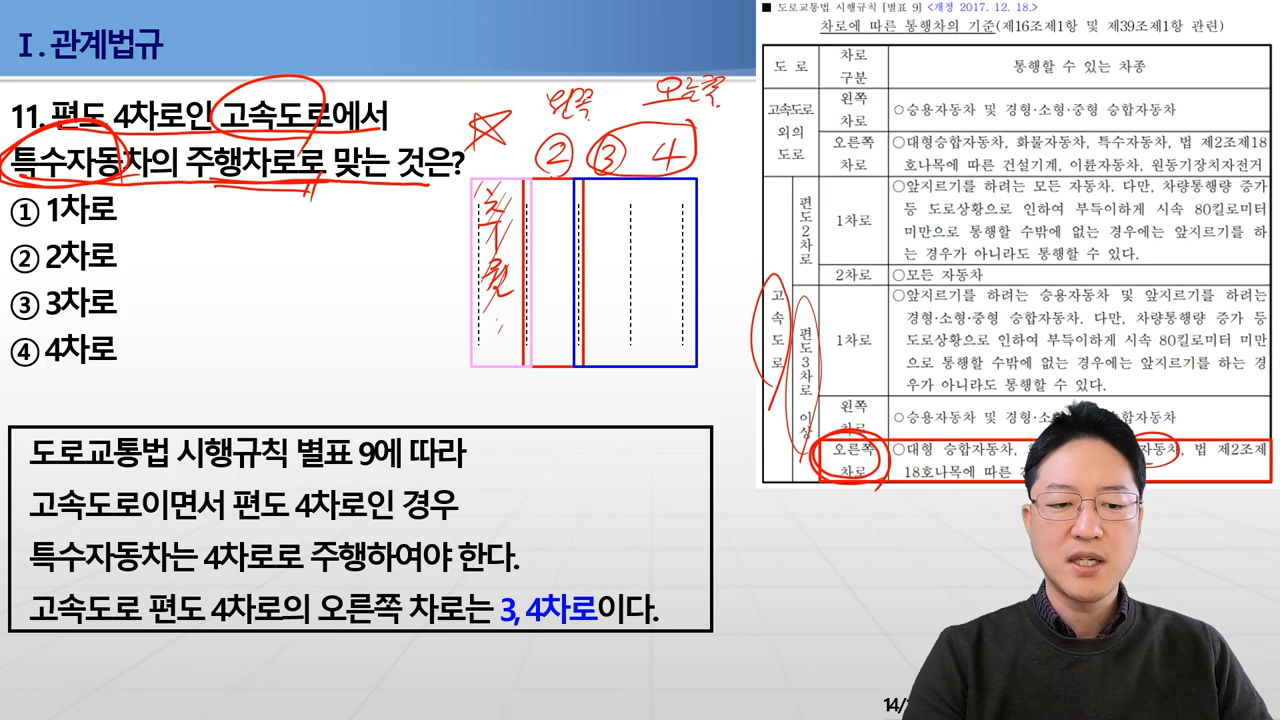 Ⅰ. 관계법규
11. 편도 4차로인 고속도로에서
특수자동차의 주행차로로 맞는 것은?
① 1차로
② 2차로
③ 3차로
④ 4차로
왼쪽
오른쪽
② ③ 4
추
월
도로교통법 시행규칙 별표 9에 따라
고속도로이면서 편도 4차로인 경우
특수자동차는 4차로로 주행하여야 한다.
고속도로 편도 4차로의 오른쪽 차로는 3, 4차로이다.
■ 도로교통법 시행규칙 [별표 9] <개정 2017. 12. 18.>
차로에 따른 통행차의 기준(제16조제1항 및 제39조제1항 관련)
도 로
차로
구분
통행할 수 있는 차종
고속도로
외의
도로
왼쪽
차로
○승용자동차 및 경형·소형·중형 승합자동차
오른쪽
차로
○대형승합자동차, 화물자동차, 특수자동차, 법 제2조제18
호나목에 따른 건설기계, 이륜자동차, 원동기장치자전거
고속도로
편도2차로
1차로
○앞지르기를 하려는 모든 자동차. 다만, 차량통행량 증가
등 도로상황으로 인하여 부득이하게 시속 80킬로미터
미만으로 통행할 수밖에 없는 경우에는 앞지르기를 하
는 경우가 아니라도 통행할 수 있다.
2차로
○모든 자동차
편도3차로 이상
1차로
○앞지르기를 하려는 승용자동차 및 앞지르기를 하려는
경형·소형·중형 승합자동차. 다만, 차량통행량 증가 등
도로상황으로 인하여 부득이하게 시속 80킬로미터 미만
으로 통행할 수밖에 없는 경우에는 앞지르기를 하는 경
우가 아니라도 통행할 수 있다.
왼쪽
차로
○승용자동차 및 경형·소 합자동차
오른쪽
차로
○대형 승합자동차, 자동차, 법 제2조제
18호나목에 따른
14/